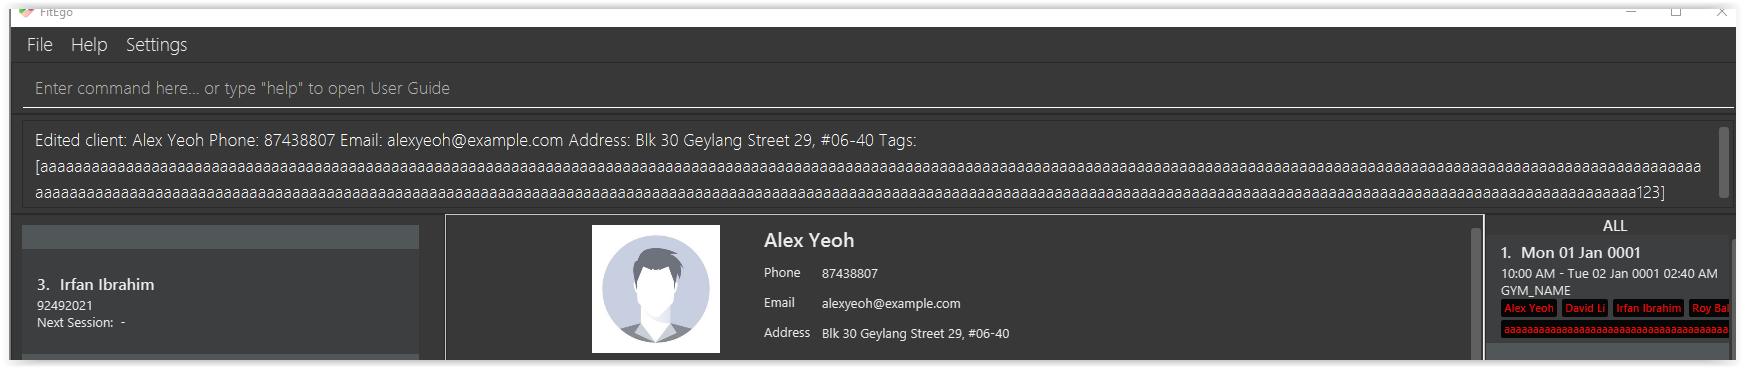 FitEgo
File Help Settings
Enter command here... or type "help" to open User Guide
Edited client: Alex Yeoh Phone: 87438807 Email: alexyeoh@example.com Address: Blk 30 Geylang Street 29, #06-40 Tags:
ALL
3. Irfan Ibrahim
92492021
Next Session: -
Alex Yeoh
Phone 87438807
Email alexyeoh@example.com
Address Blk 30 Geylang Street 29, #06-40
1. Mon 01 Jan 0001
10:00 AM - Tue 02 Jan 0001 02:40 AM
GYM_NAME
Alex Yeoh David Li Irfan Ibrahim Roy